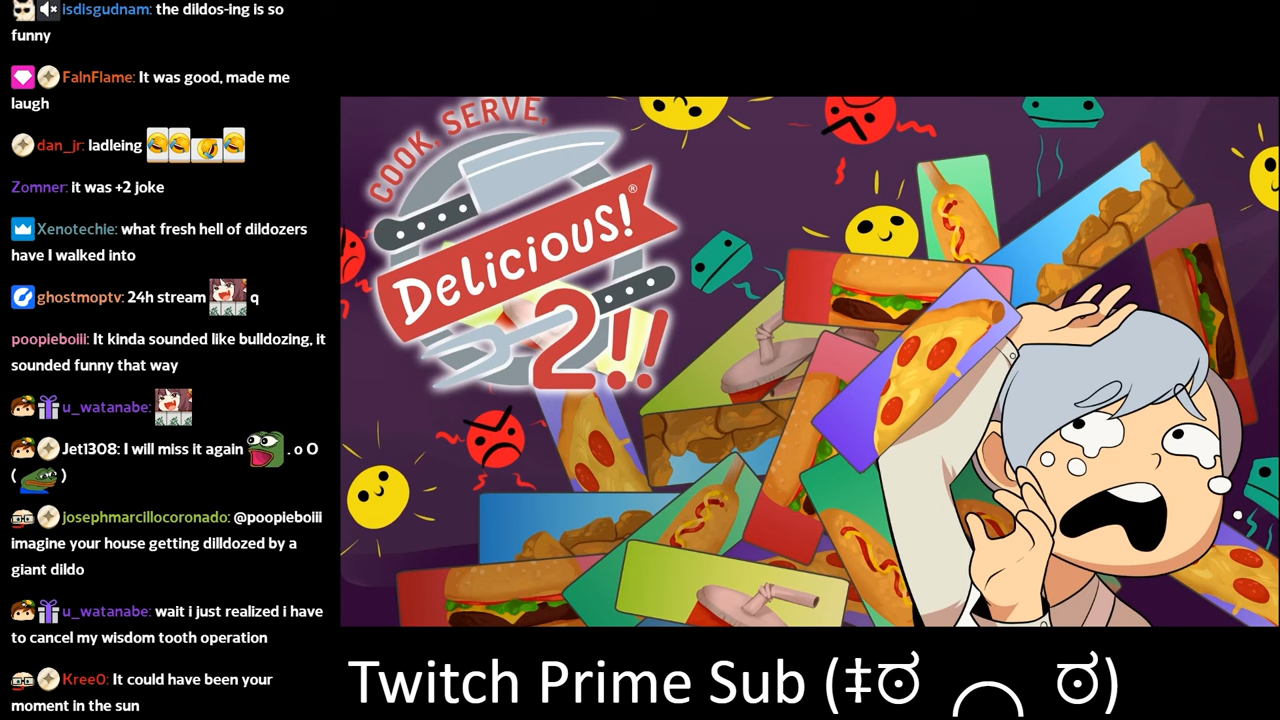 isdisgudnam: the dildos-ing is so
funny
FalnFlame: It was good, made me
laugh
dan_jr: ladleing
Zomner: it was +2 joke
Xenotechie: what fresh hell of dildozers
have I walked into
ghostmoptv: 24h stream q
poopieboiii: It kinda sounded like bulldozing, it
sounded funny that way
u_watanabe:
Jet1308: I will miss it again . o O
( )
josephmarcillocoronado: @poopieboiii
imagine your house getting dilldozed by a
giant dildo
u_watanabe: wait i just realized i have
to cancel my wisdom tooth operation
KreeO: It could have been your
moment in the sun
COOK, SERVE,
Delicious!®
2!!
Twitch Prime Sub (‡ಠ ⁔ ಠ)